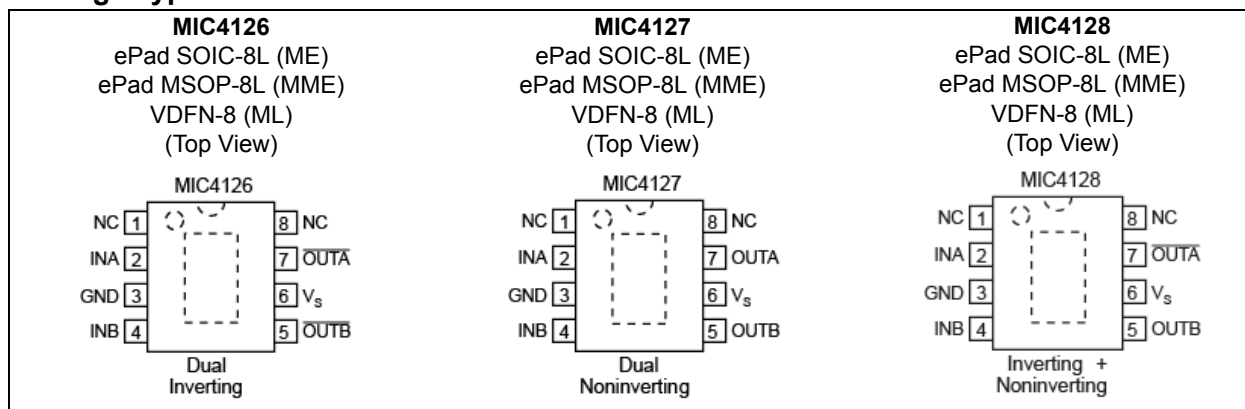 MIC4126
ePad SOIC-8L (ME)
ePad MSOP-8L (MME)
VDFN-8 (ML)
(Top View)
MIC4126
NC 1
8 NC
INA 2
7 O̅U̅T̅A̅
GND 3
6 VS
INB 4
5 O̅U̅T̅B̅
Dual
Inverting
MIC4127
ePad SOIC-8L (ME)
ePad MSOP-8L (MME)
VDFN-8 (ML)
(Top View)
MIC4127
NC 1
8 NC
INA 2
7 OUTA
GND 3
6 VS
INB 4
5 OUTB
Dual
Noninverting
MIC4128
ePad SOIC-8L (ME)
ePad MSOP-8L (MME)
VDFN-8 (ML)
(Top View)
MIC4128
NC 1
8 NC
INA 2
7 O̅U̅T̅A̅
GND 3
6 VS
INB 4
5 OUTB
Inverting +
Noninverting